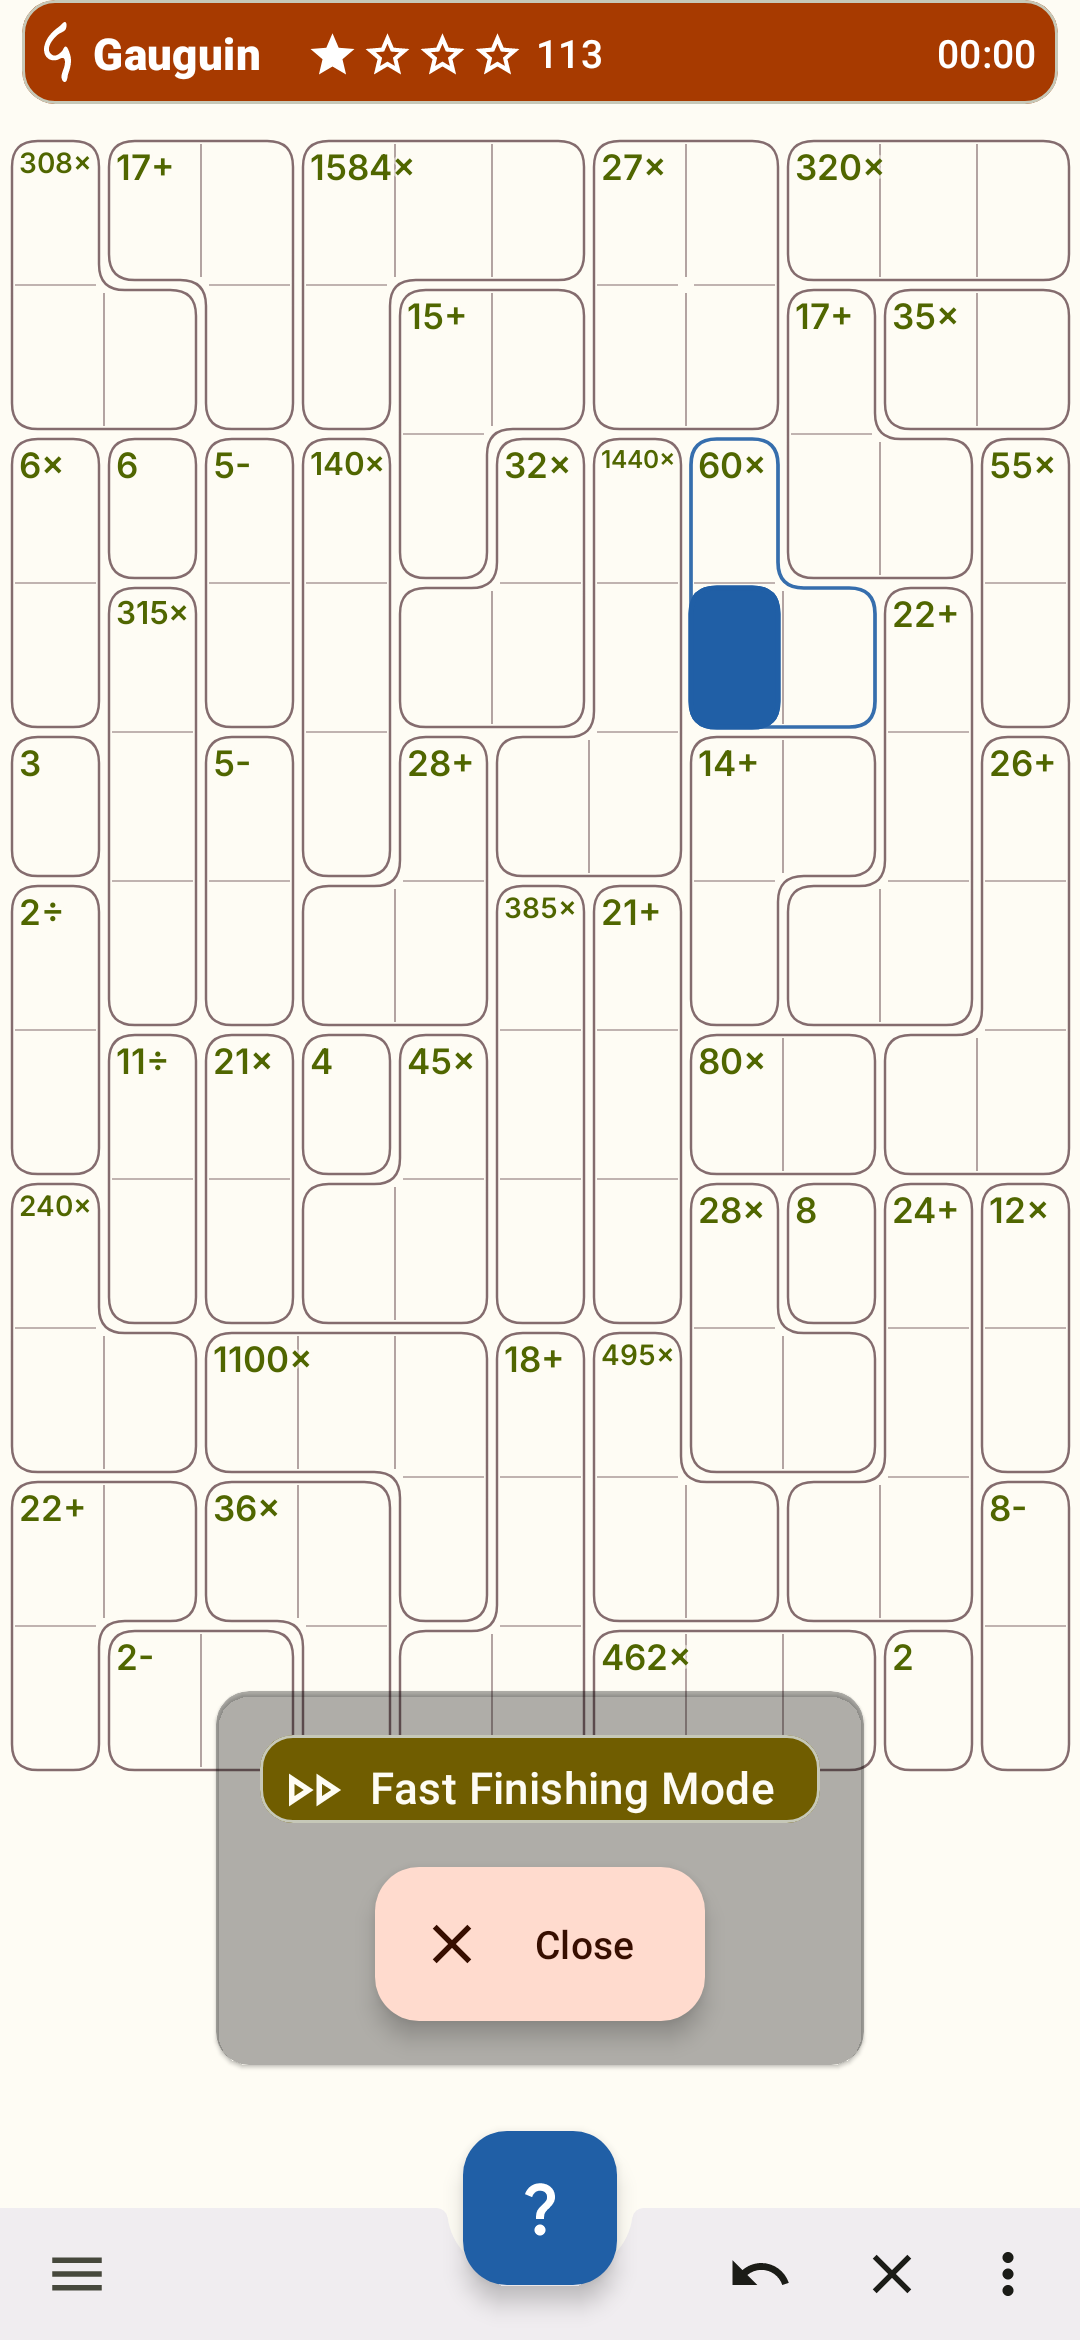 Gauguin 113 00:00
308× 17+ 1584× 27× 320×
15+ 17+ 35×
6× 6 5- 140× 32× 1440× 60× 55×
315× 22+
3 5- 28+ 14+ 26+
2÷ 385× 21+
11÷ 21× 4 45× 80×
240× 28× 8 24+ 12×
1100× 18+ 495×
22+ 36× 8-
2- 462× 2
Fast Finishing Mode
Close
?